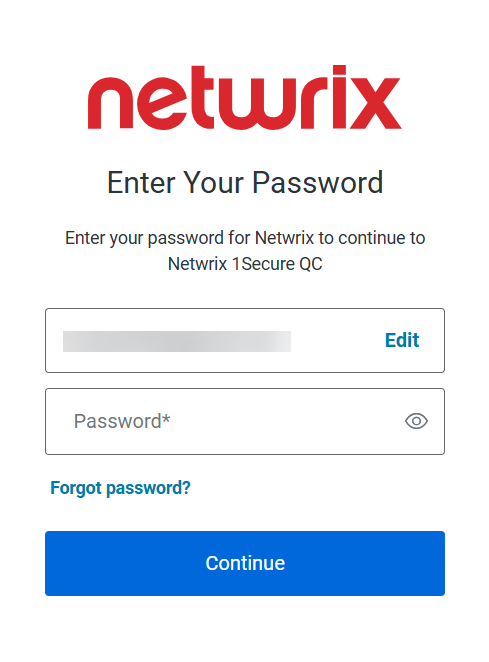 netwrix
Enter Your Password
Enter your password for Netwrix to continue to
Netwrix 1Secure QC
Edit
Password*
Forgot password?
Continue